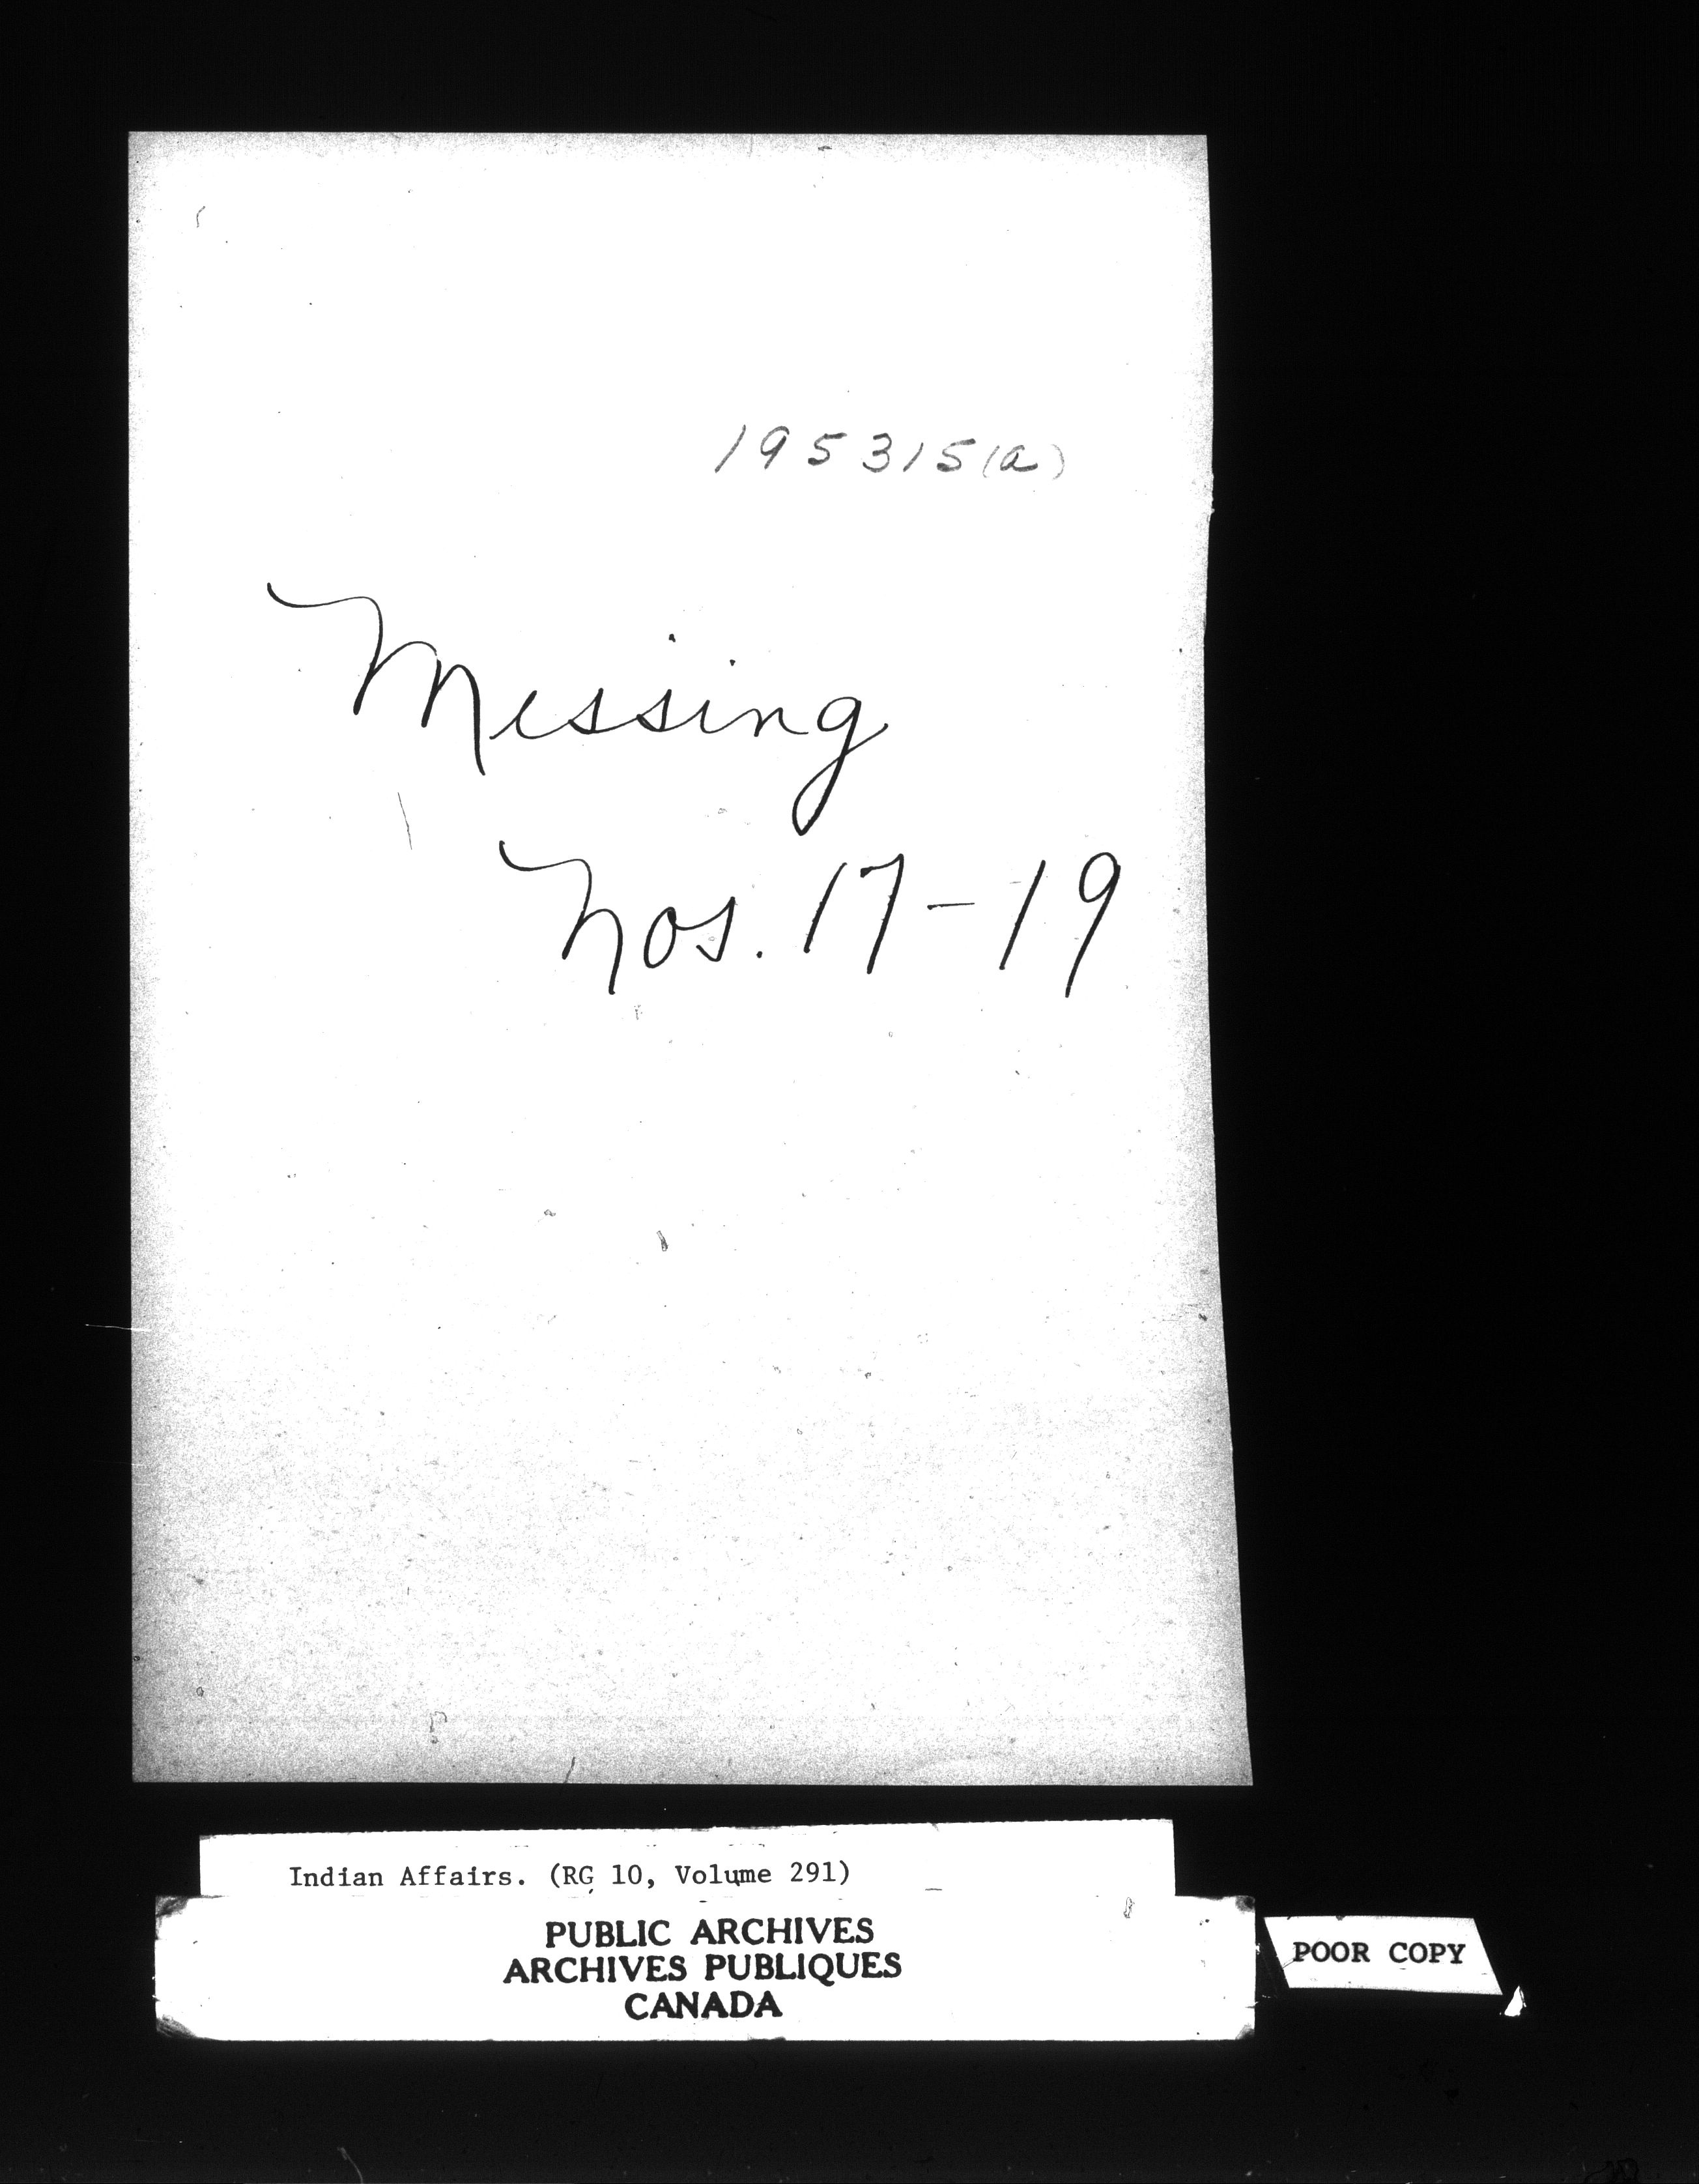 195315(a)
Missing
Nos. 17-19
Indian Affairs. (RG 10, Volume 291)
PUBLIC ARCHIVES
ARCHIVES PUBLIQUES
CANADA
POOR COPY